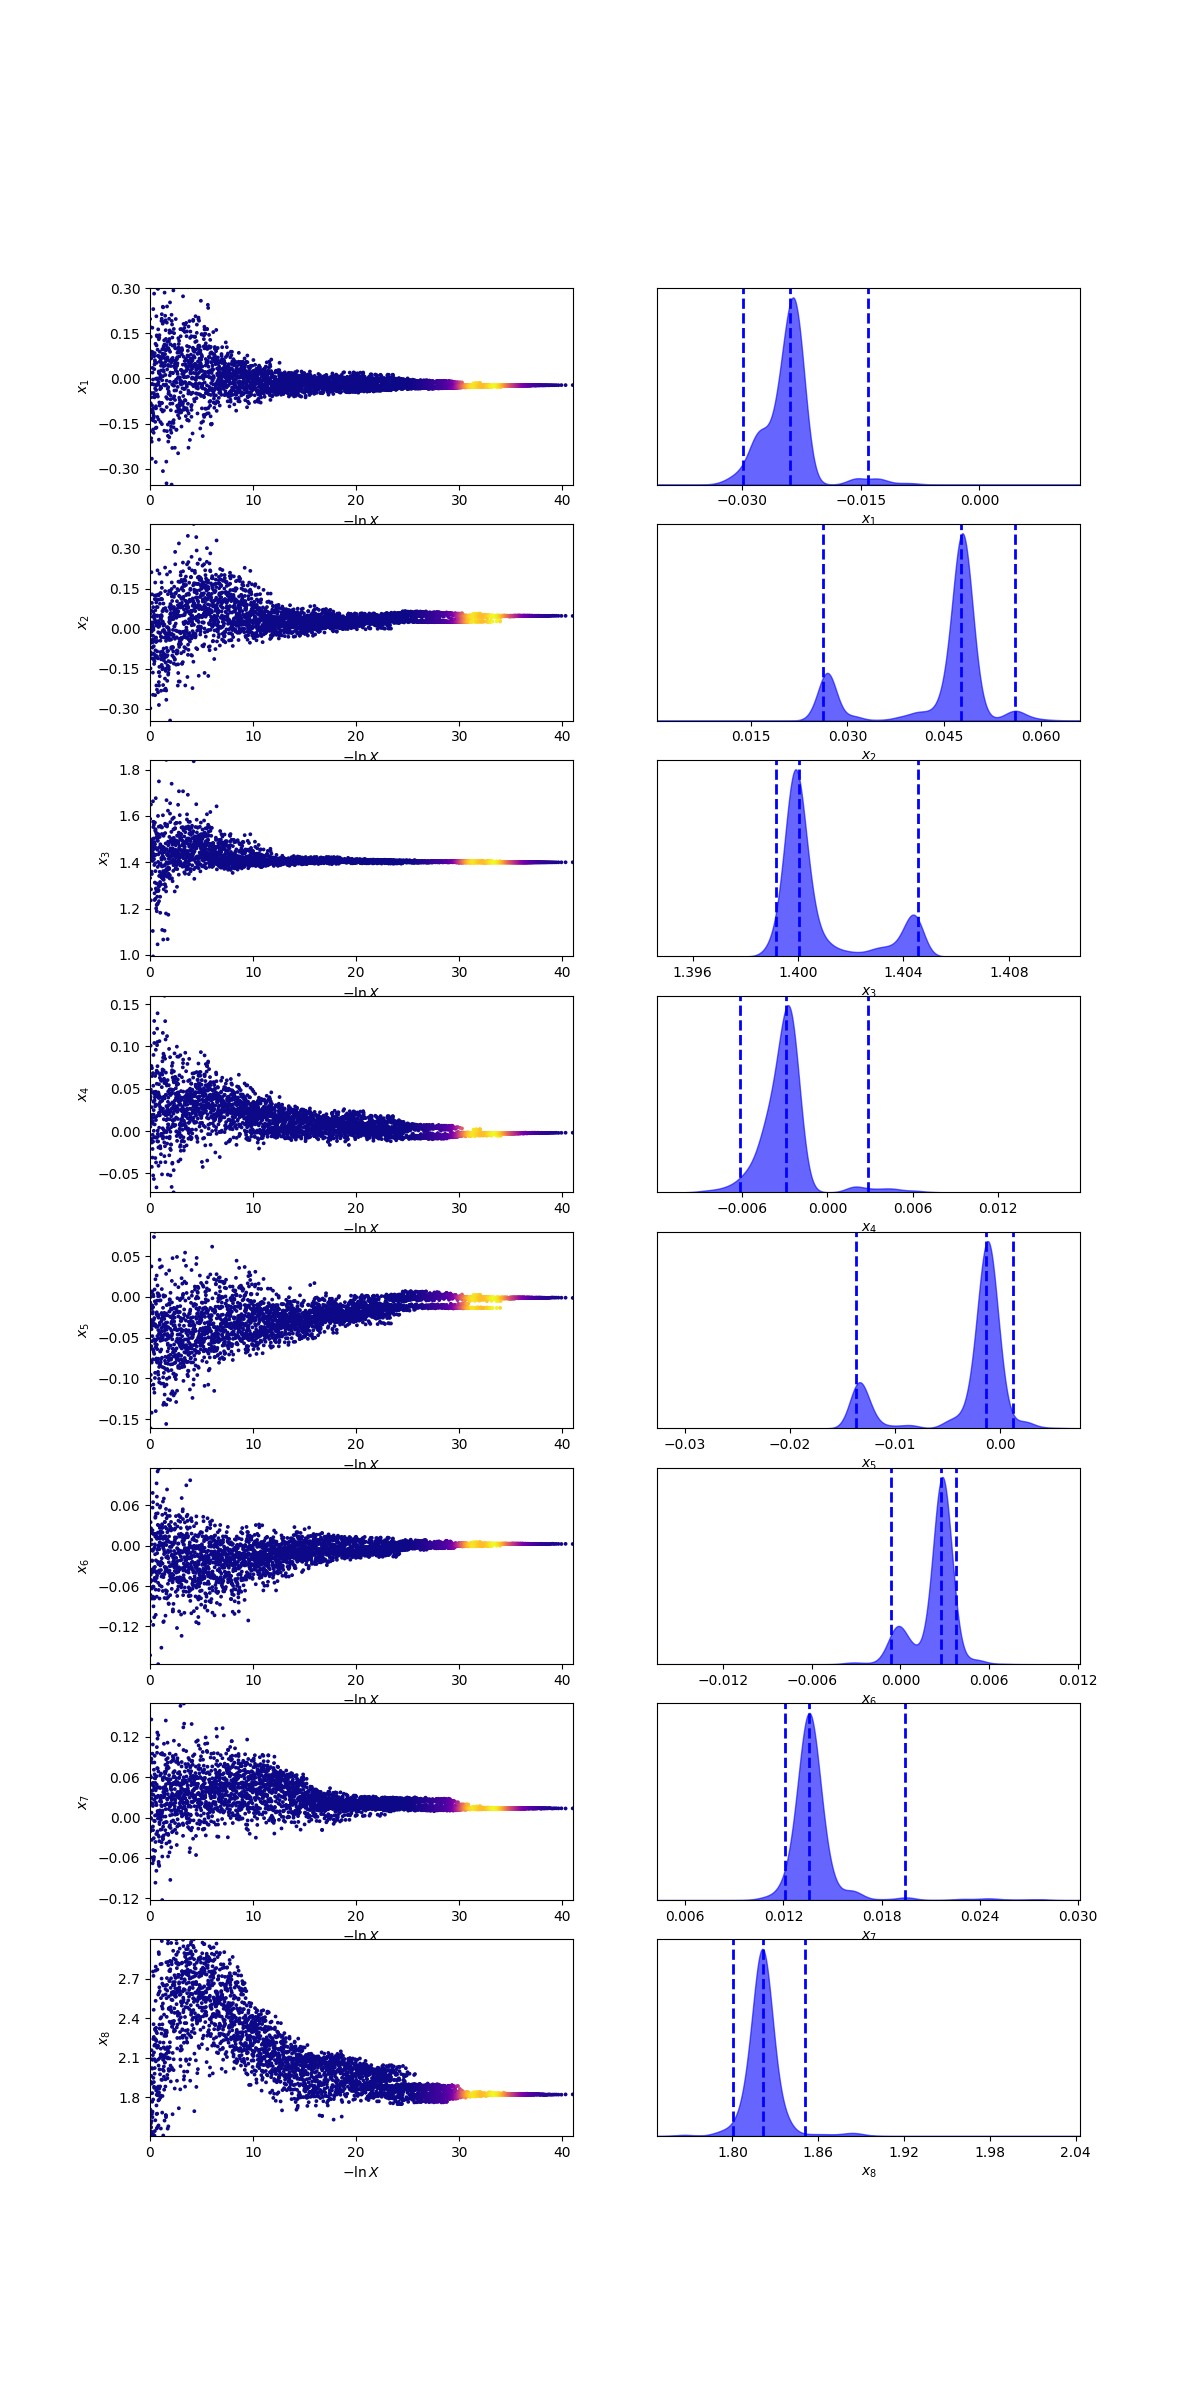 0.30
0.15
0.00
−0.15
−0.30
x₁
0 10 20 30 40
−ln X
−0.030 −0.015 0.000
x₁
0.30
0.15
0.00
−0.15
−0.30
x₂
0 10 20 30 40
−ln X
0.015 0.030 0.045 0.060
x₂
1.8
1.6
1.4
1.2
1.0
x₃
0 10 20 30 40
−ln X
1.396 1.400 1.404 1.408
x₃
0.15
0.10
0.05
0.00
−0.05
x₄
0 10 20 30 40
−ln X
−0.006 0.000 0.006 0.012
x₄
0.05
0.00
−0.05
−0.10
−0.15
x₅
0 10 20 30 40
−ln X
−0.03 −0.02 −0.01 0.00
x₅
0.06
0.00
−0.06
−0.12
x₆
0 10 20 30 40
−ln X
−0.012 −0.006 0.000 0.006 0.012
x₆
0.12
0.06
0.00
−0.06
−0.12
x₇
0 10 20 30 40
−ln X
0.006 0.012 0.018 0.024 0.030
x₇
2.7
2.4
2.1
1.8
x₈
0 10 20 30 40
−ln X
1.80 1.86 1.92 1.98 2.04
x₈